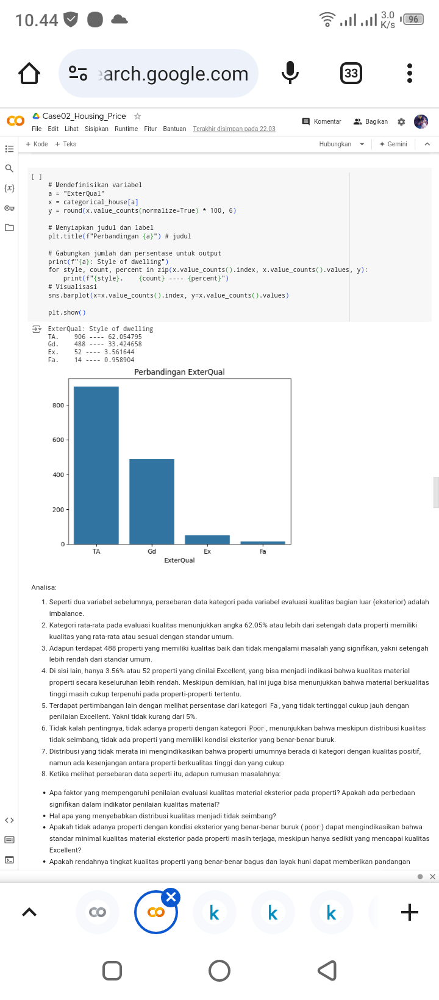 10.44
3.0
K/s
96
earch.google.com
33
Case02_Housing_Price
File Edit Lihat Sisipkan Runtime Fitur Bantuan Terakhir disimpan pada 22.03
Komentar
Bagikan
+ Kode + Teks
Hubungkan
Gemini
{x}
[ ]
# Mendefinisikan variabel
a = "ExterQual"
x = categorical_house[a]
y = round(x.value_counts(normalize=True) * 100, 6)
# Menyiapkan judul dan label
plt.title(f"Perbandingan {a}") # judul
# Gabungkan jumlah dan persentase untuk output
print(f"{a}: Style of dwelling")
for style, count, percent in zip(x.value_counts().index, x.value_counts().values, y):
print(f"{style}. {count} ---- {percent}")
# Visualisasi
sns.barplot(x=x.value_counts().index, y=x.value_counts().values)
plt.show()
ExterQual: Style of dwelling
TA. 906 ---- 62.054795
Gd. 488 ---- 33.424658
Ex. 52 ---- 3.561644
Fa. 14 ---- 0.958904
Perbandingan ExterQual
800
600
400
200
0
TA Gd Ex Fa
ExterQual
Analisa:
1. Seperti dua variabel sebelumnya, persebaran data kategori pada variabel evaluasi kualitas bagian luar (eksterior) adalah
imbalance.
2. Kategori rata-rata pada evaluasi kualitas menunjukkan angka 62.05% atau lebih dari setengah data properti memiliki
kualitas yang rata-rata atau sesuai dengan standar umum.
3. Adapun terdapat 488 properti yang memiliki kualitas baik dan tidak mengalami masalah yang signifikan, yakni setengah
lebih rendah dari standar umum.
4. Di sisi lain, hanya 3.56% atau 52 properti yang dinilai Excellent, yang bisa menjadi indikasi bahwa kualitas material
properti secara keseluruhan lebih rendah. Meskipun demikian, hal ini juga bisa menunjukkan bahwa material berkualitas
tinggi masih cukup terpenuhi pada properti-properti tertentu.
5. Terdapat pertimbangan lain dengan melihat persentase dari kategori Fa, yang tidak tertinggal cukup jauh dengan
penilaian Excellent. Yakni tidak kurang dari 5%.
6. Tidak kalah pentingnya, tidak adanya properti dengan kategori Poor, menunjukkan bahwa meskipun distribusi kualitas
tidak seimbang, tidak ada properti yang memiliki kondisi eksterior yang benar-benar buruk.
7. Distribusi yang tidak merata ini mengindikasikan bahwa properti umumnya berada di kategori dengan kualitas positif,
namun ada kesenjangan antara properti berkualitas tinggi dan yang cukup
8. Ketika melihat persebaran data seperti itu, adapun rumusan masalahnya:
• Apa faktor yang mempengaruhi penilaian evaluasi kualitas material eksterior pada properti? Apakah ada perbedaan
signifikan dalam indikator penilaian kualitas material?
• Hal apa yang menyebabkan distribusi kualitas menjadi tidak seimbang?
• Apakah tidak adanya properti dengan kondisi eksterior yang benar-benar buruk (poor) dapat mengindikasikan bahwa
standar minimal kualitas material eksterior pada properti masih terjaga, meskipun hanya sedikit yang mencapai kualitas
Excellent?
• Apakah rendahnya tingkat kualitas properti yang benar-benar bagus dan layak huni dapat memberikan pandangan
k k k